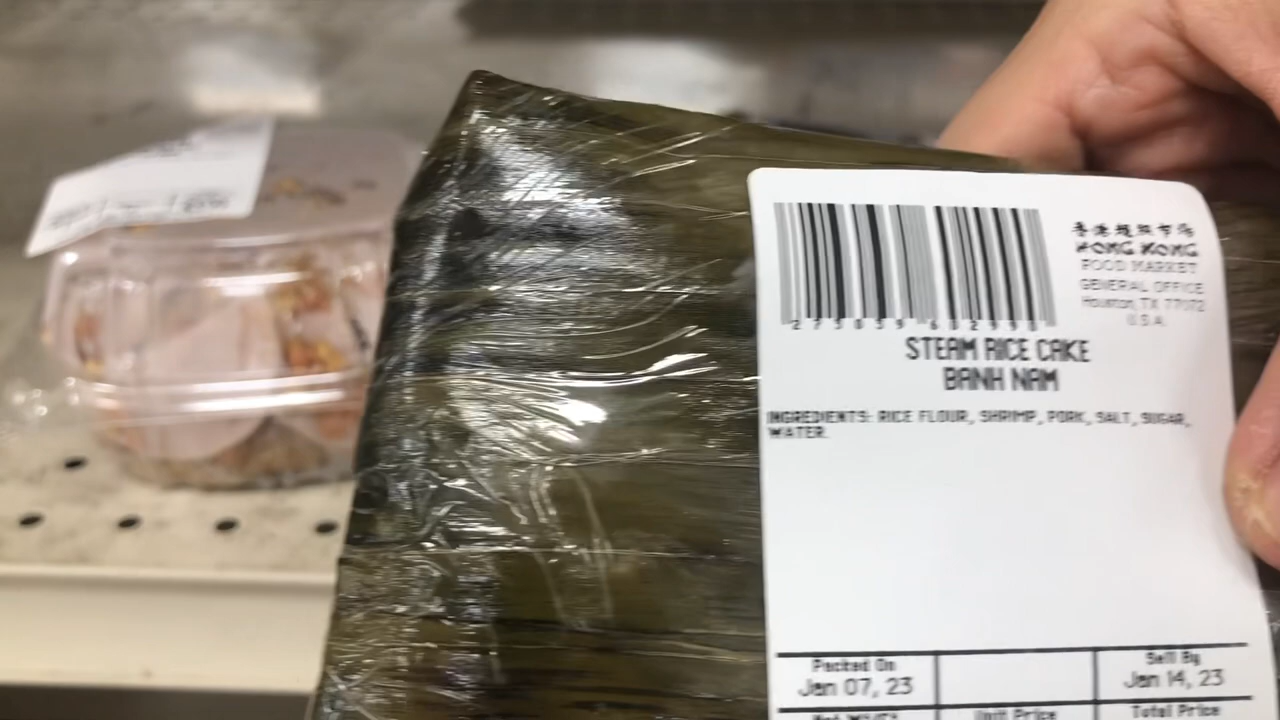 香港超級市場
HONG KONG
FOOD MARKET
GENERAL OFFICE
Houston, TX 77072
U.S.A.
STEAM RICE CAKE
BANH NAM
INGREDIENTS: RICE FLOUR, SHRIMP, PORK, SALT, SUGAR,
WATER.
Packed On
Sell By
Jan 07, 23
Jan 14, 23
Unit Price
Total Price